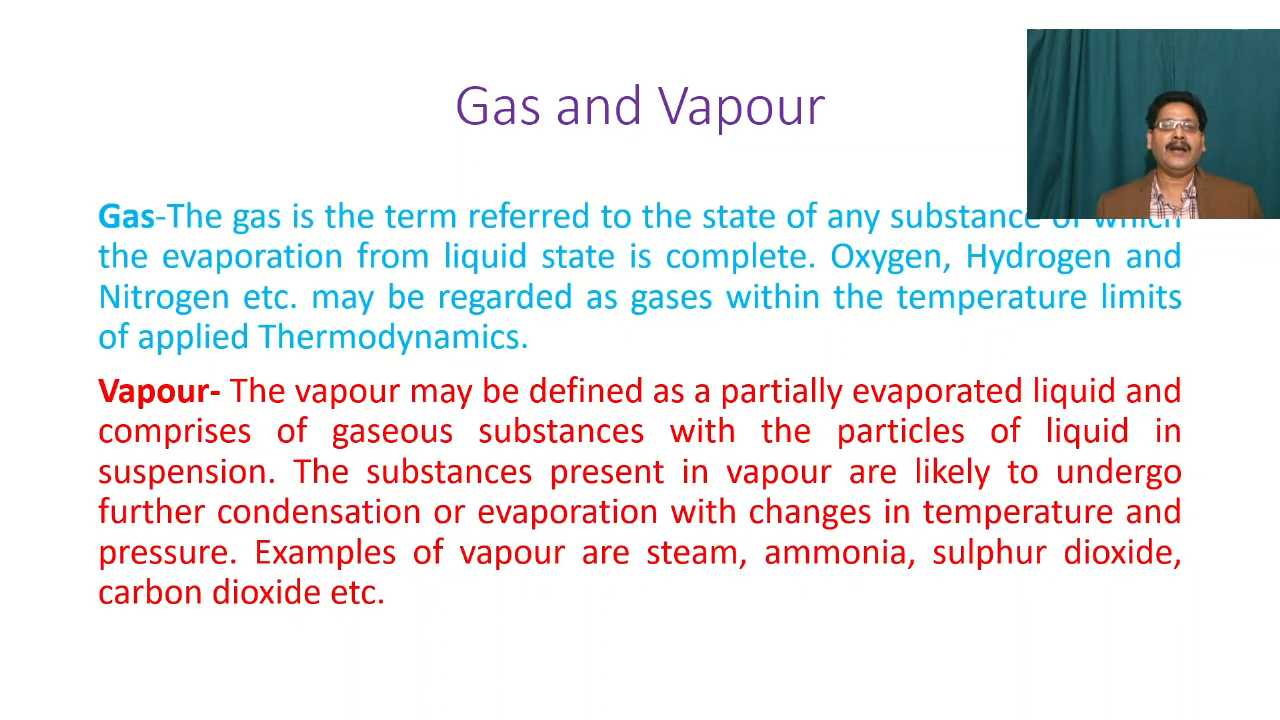 Gas and Vapour
Gas-The gas is the term referred to the state of any substance of which
the evaporation from liquid state is complete. Oxygen, Hydrogen and
Nitrogen etc. may be regarded as gases within the temperature limits
of applied Thermodynamics.
Vapour- The vapour may be defined as a partially evaporated liquid and
comprises of gaseous substances with the particles of liquid in
suspension. The substances present in vapour are likely to undergo
further condensation or evaporation with changes in temperature and
pressure. Examples of vapour are steam, ammonia, sulphur dioxide,
carbon dioxide etc.